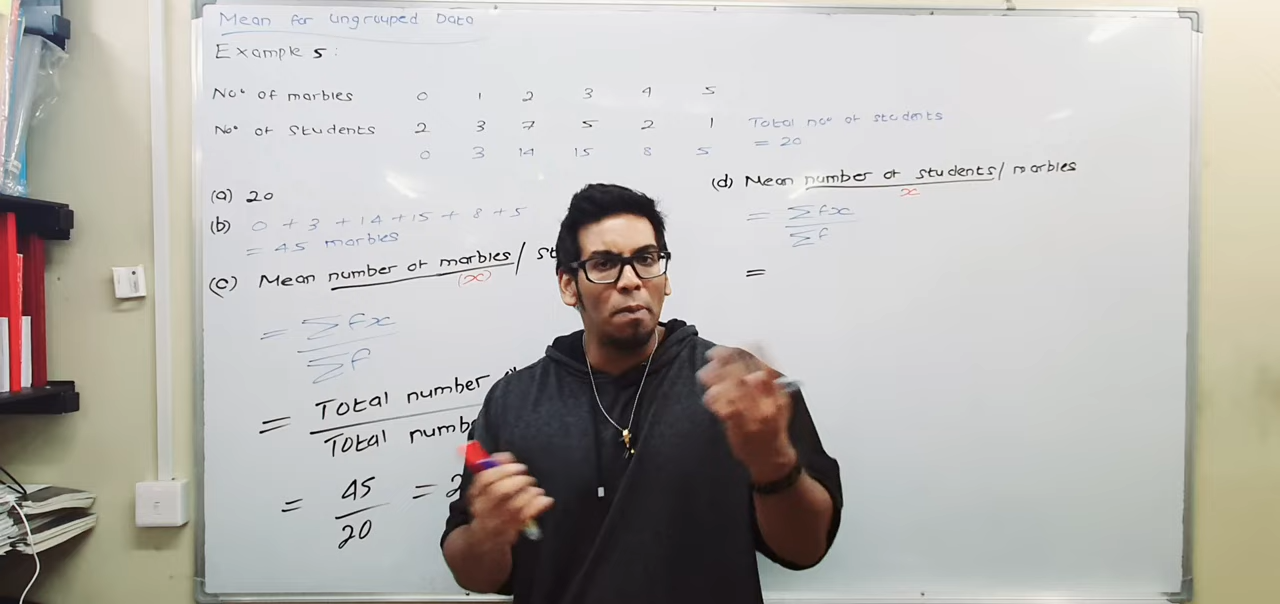 Mean for Ungrouped Data
Example 5:
No. of marbles 0 1 2 3 4 5
No. of Students 2 3 7 5 2 1 Total no. of students
= 20
0 3 14 15 8 5
(a) 20
(b) 0 + 3 + 14 + 15 + 8 + 5
= 45 marbles
(c) Mean number of marbles / st
(x)
= Σfx
Σf
= Total number
Total numbe
= 45 = 2
20
(d) Mean number of students / marbles
x
= Σfx
Σf
=